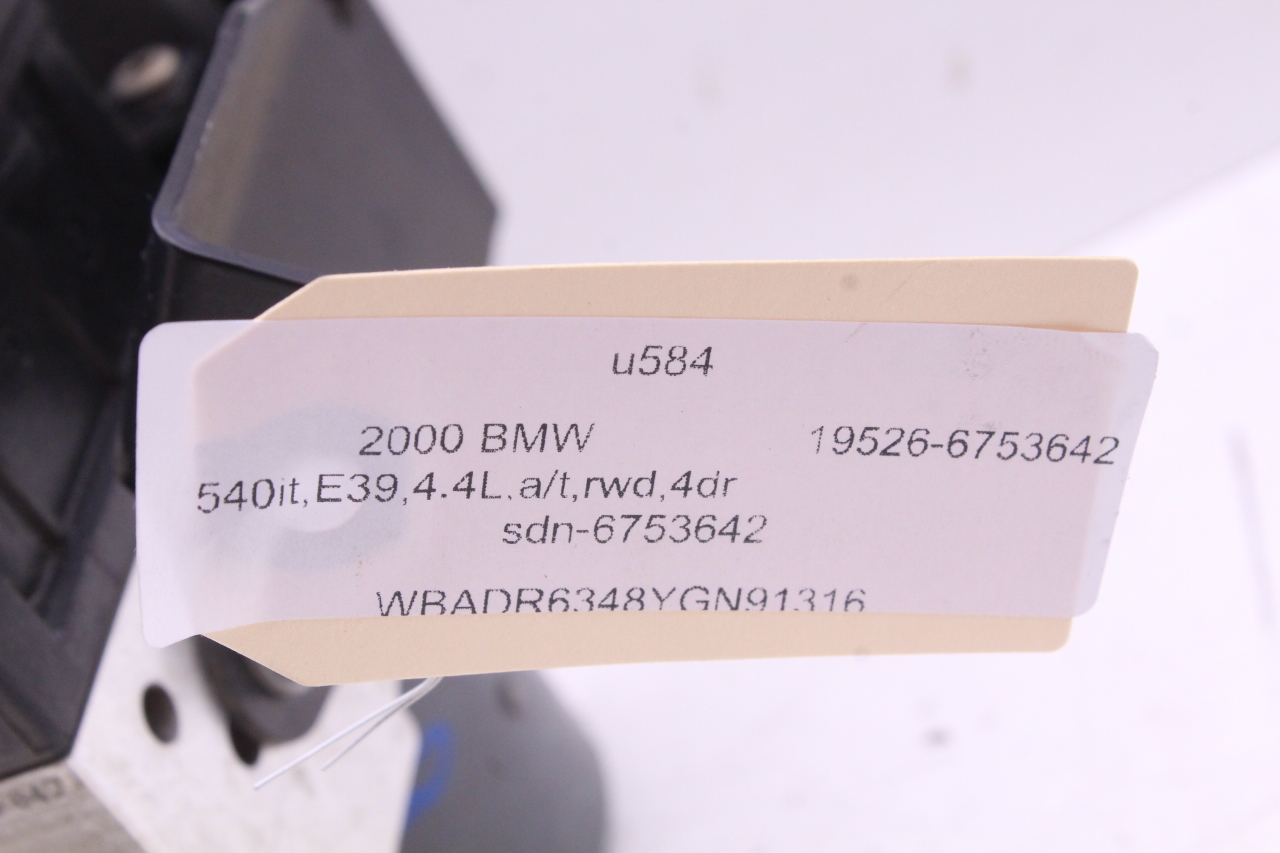 u584
2000 BMW 19526-6753642
540it,E39,4.4L,a/t,rwd,4dr
sdn-6753642
WBADR6348YGN91316